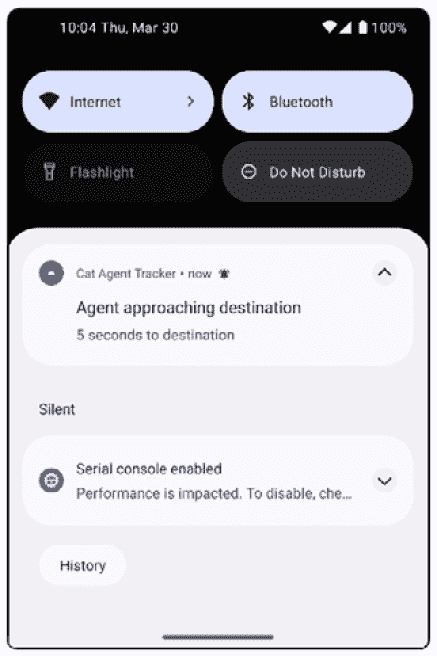 10:04 Thu, Mar 30 100%
Internet
Bluetooth
Flashlight
Do Not Disturb
Cat Agent Tracker • now
Agent approaching destination
5 seconds to destination
Silent
Serial console enabled
Performance is impacted. To disable, che...
History